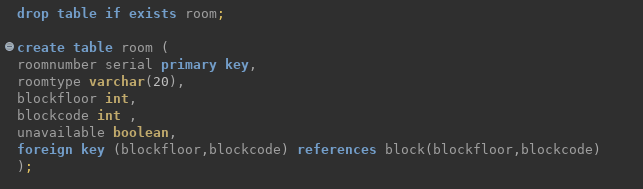 drop table if exists room;
create table room (
roomnumber serial primary key,
roomtype varchar(20),
blockfloor int,
blockcode int ,
unavailable boolean,
foreign key (blockfloor,blockcode) references block(blockfloor,blockcode)
);